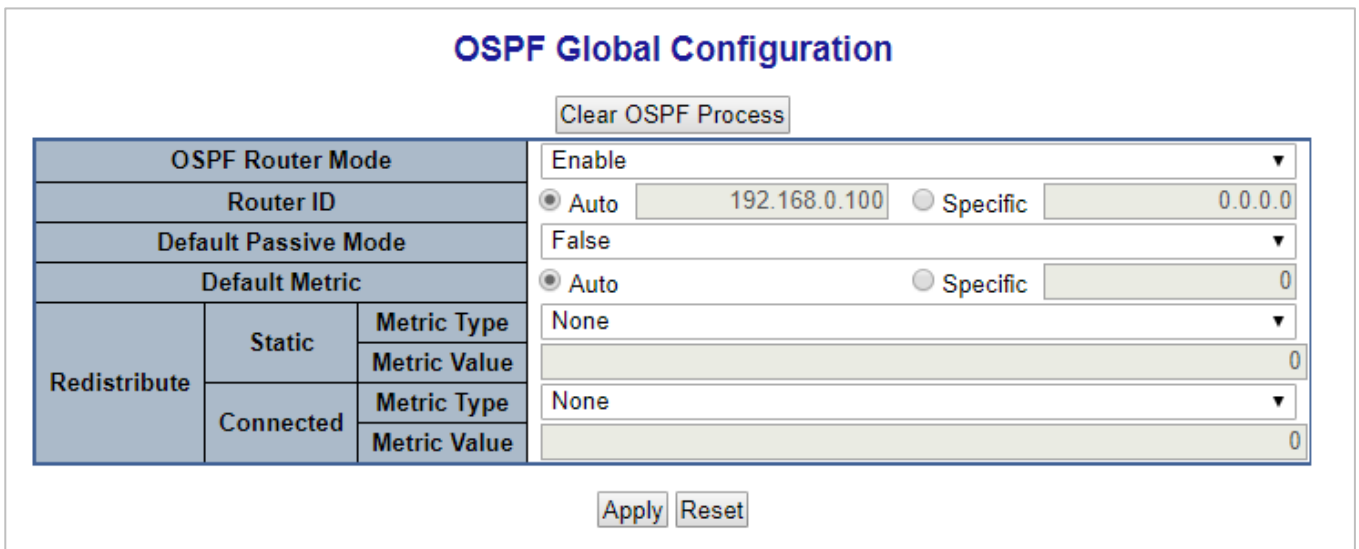 OSPF Global Configuration
Clear OSPF Process
OSPF Router Mode Enable
Router ID Auto 192.168.0.100 Specific 0.0.0.0
Default Passive Mode False
Default Metric Auto Specific 0
Redistribute Static Metric Type None
Metric Value 0
Connected Metric Type None
Metric Value 0
Apply Reset